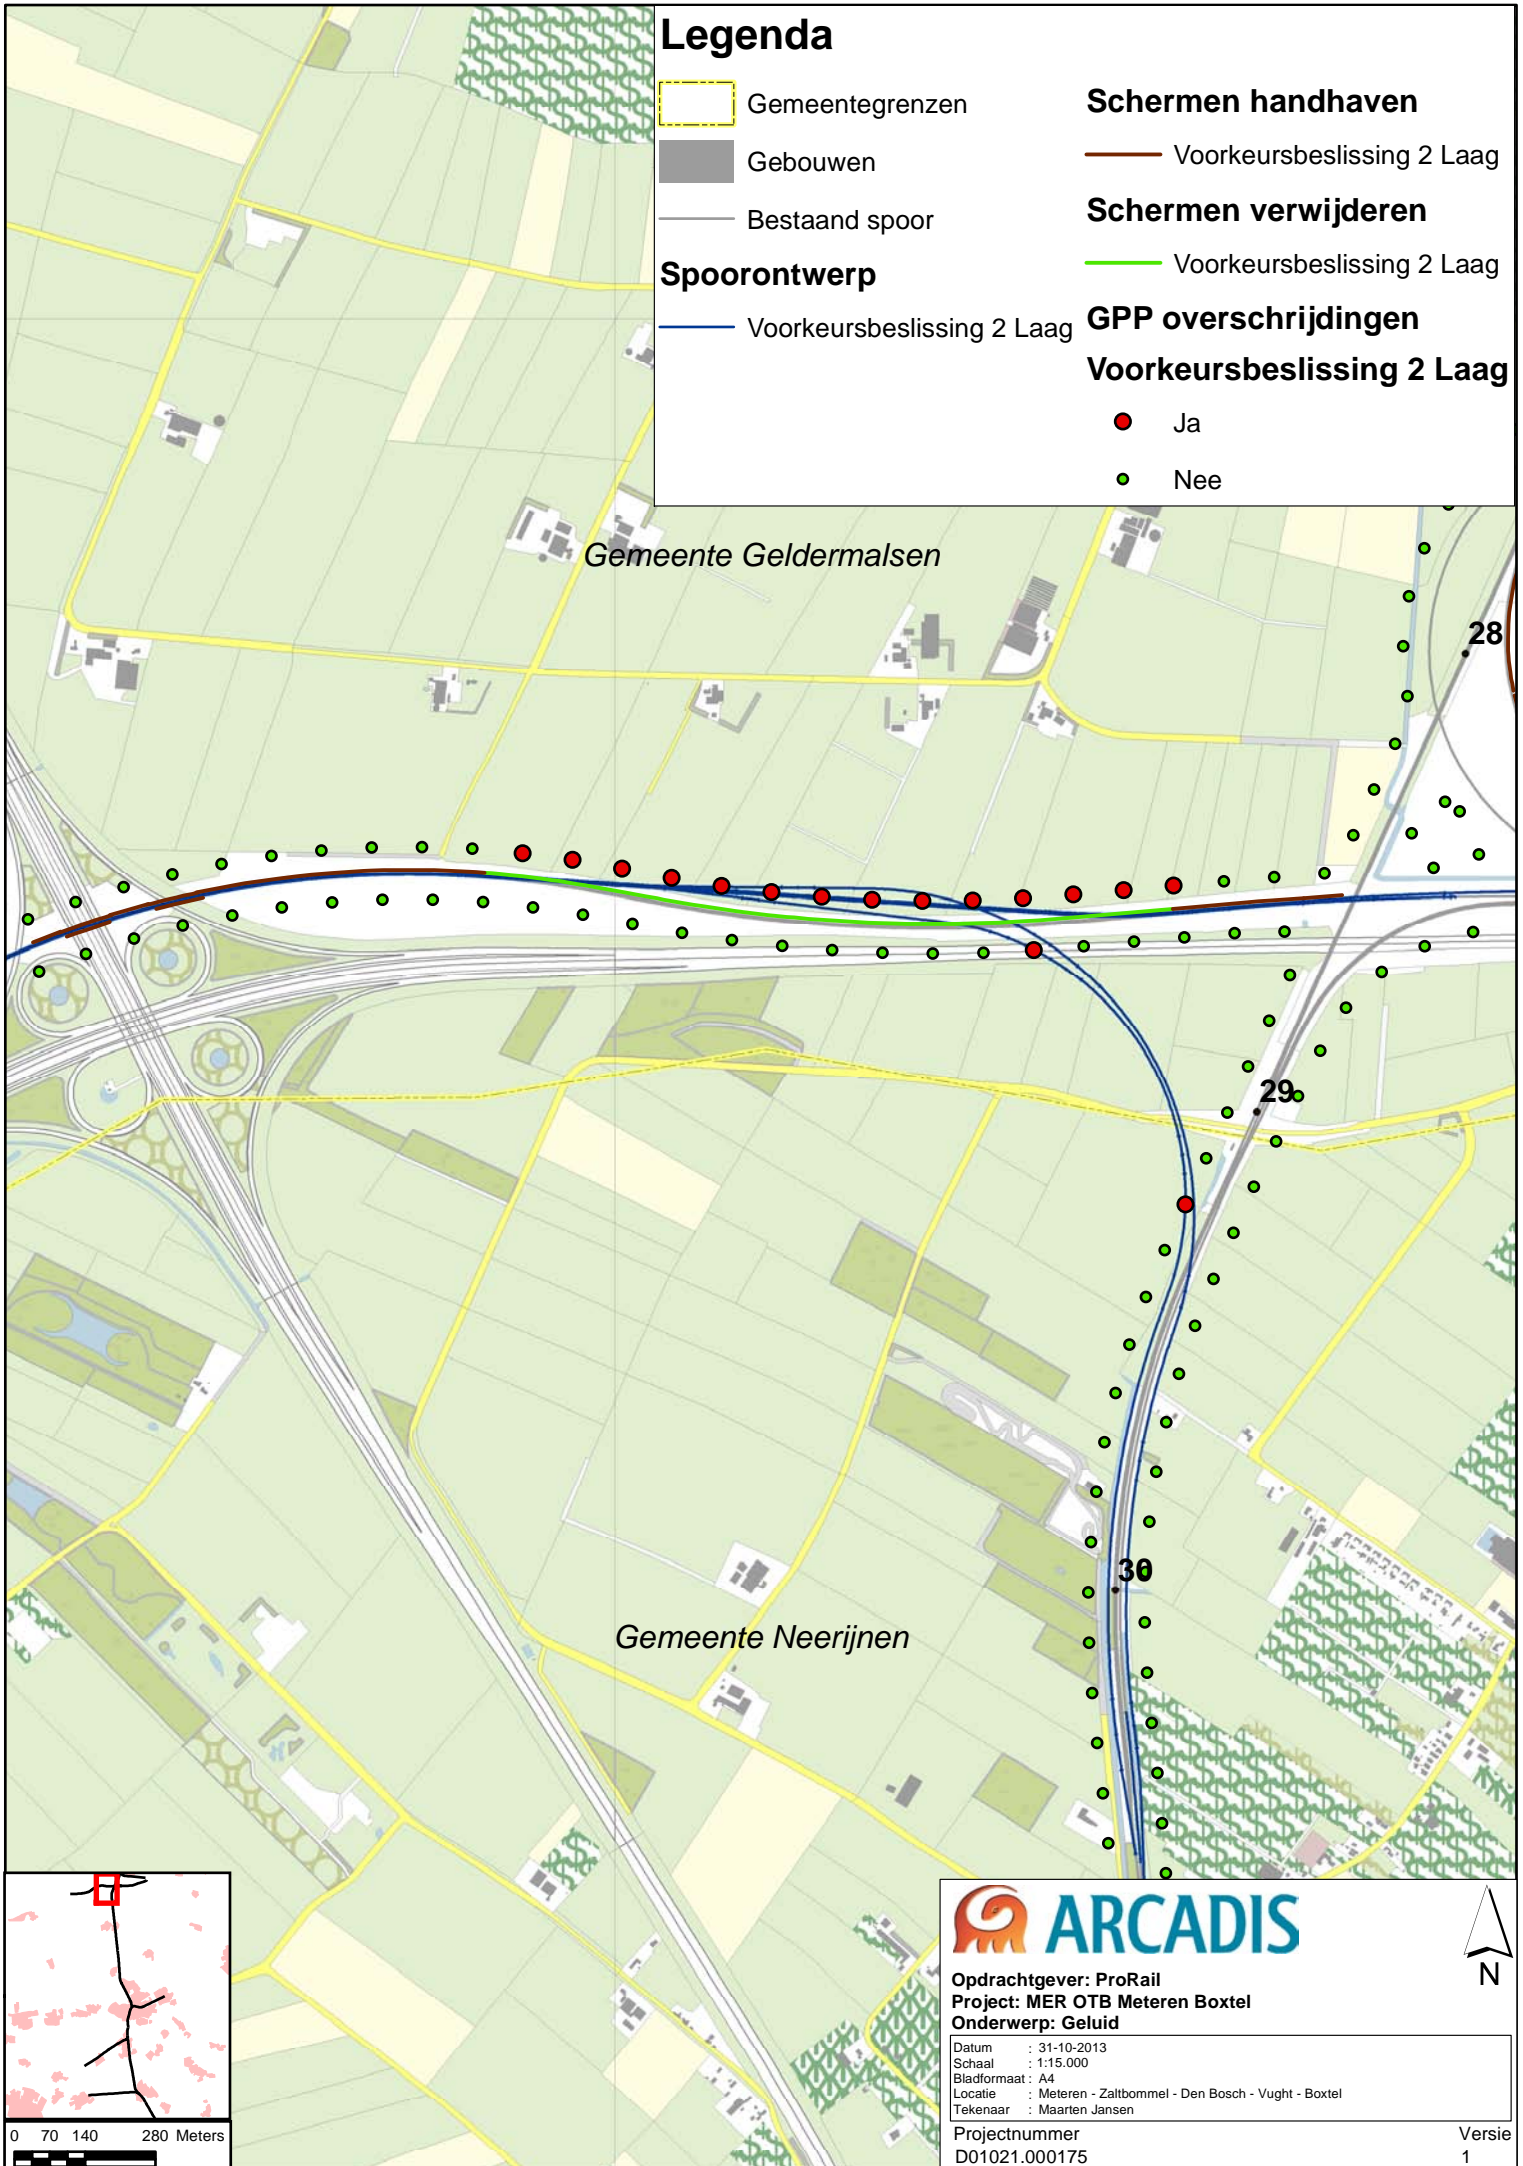 Legenda
Gemeentegrenzen
Gebouwen
Bestaand spoor
Spoorontwerp
Voorkeursbeslissing 2 Laag
Schermen handhaven
Voorkeursbeslissing 2 Laag
Schermen verwijderen
Voorkeursbeslissing 2 Laag
GPP overschrijdingen
Voorkeursbeslissing 2 Laag
Ja
Nee
Gemeente Geldermalsen
28
29
30
Gemeente Neerijnen
0 70 140 280 Meters
ARCADIS
N
Opdrachtgever: ProRail
Project: MER OTB Meteren Boxtel
Onderwerp: Geluid
Datum : 31-10-2013
Schaal : 1:15.000
Bladformaat : A4
Locatie : Meteren - Zaltbommel - Den Bosch - Vught - Boxtel
Tekenaar : Maarten Jansen
Projectnummer Versie
D01021.000175 1